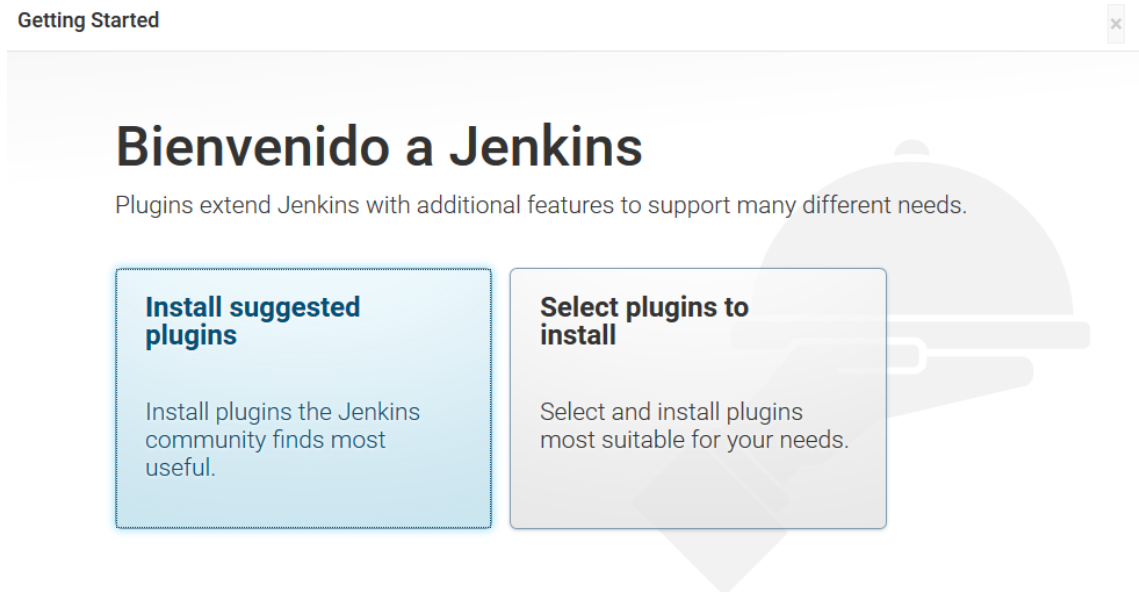 Getting Started
×
Bienvenido a Jenkins
Plugins extend Jenkins with additional features to support many different needs.
Install suggested
plugins
Install plugins the Jenkins
community finds most
useful.
Select plugins to
install
Select and install plugins
most suitable for your needs.